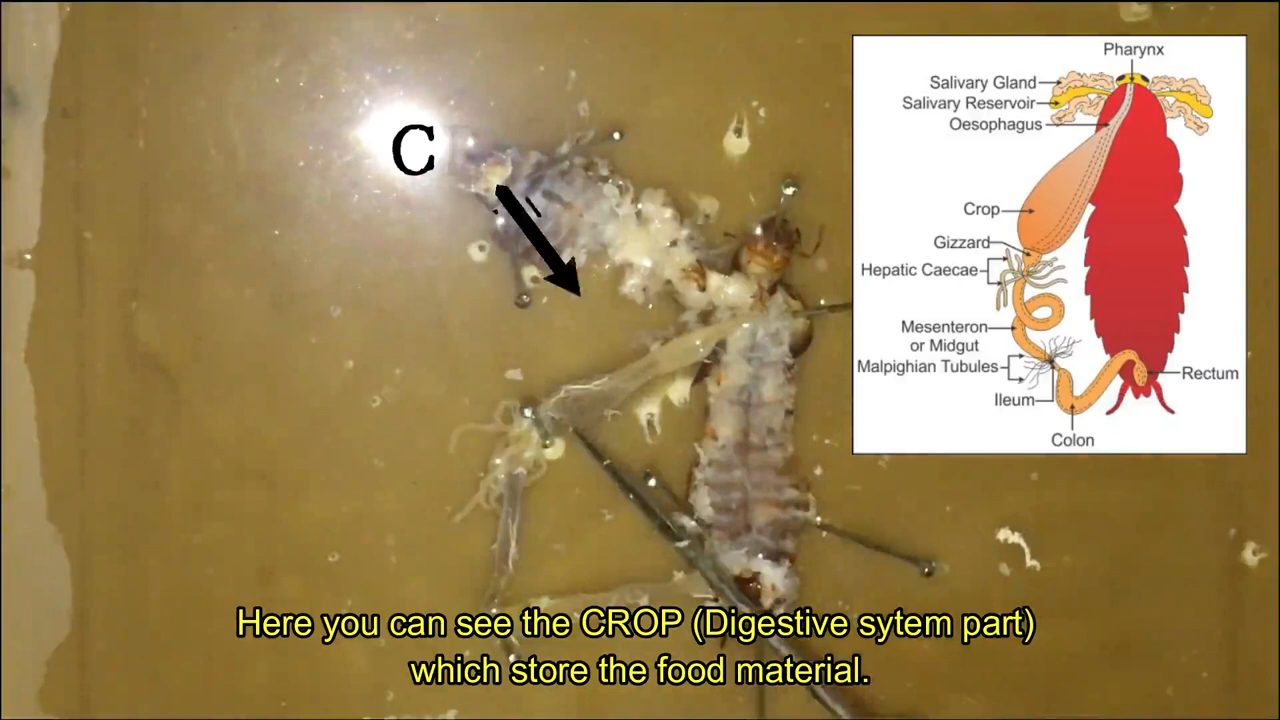 C
Pharynx
Salivary Gland
Salivary Reservoir
Oesophagus
Crop
Gizzard
Hepatic Caecae
Mesenteron
or Midgut
Malpighian Tubules
Rectum
Ileum
Colon
Here you can see the CROP (Digestive sytem part)
which store the food material.